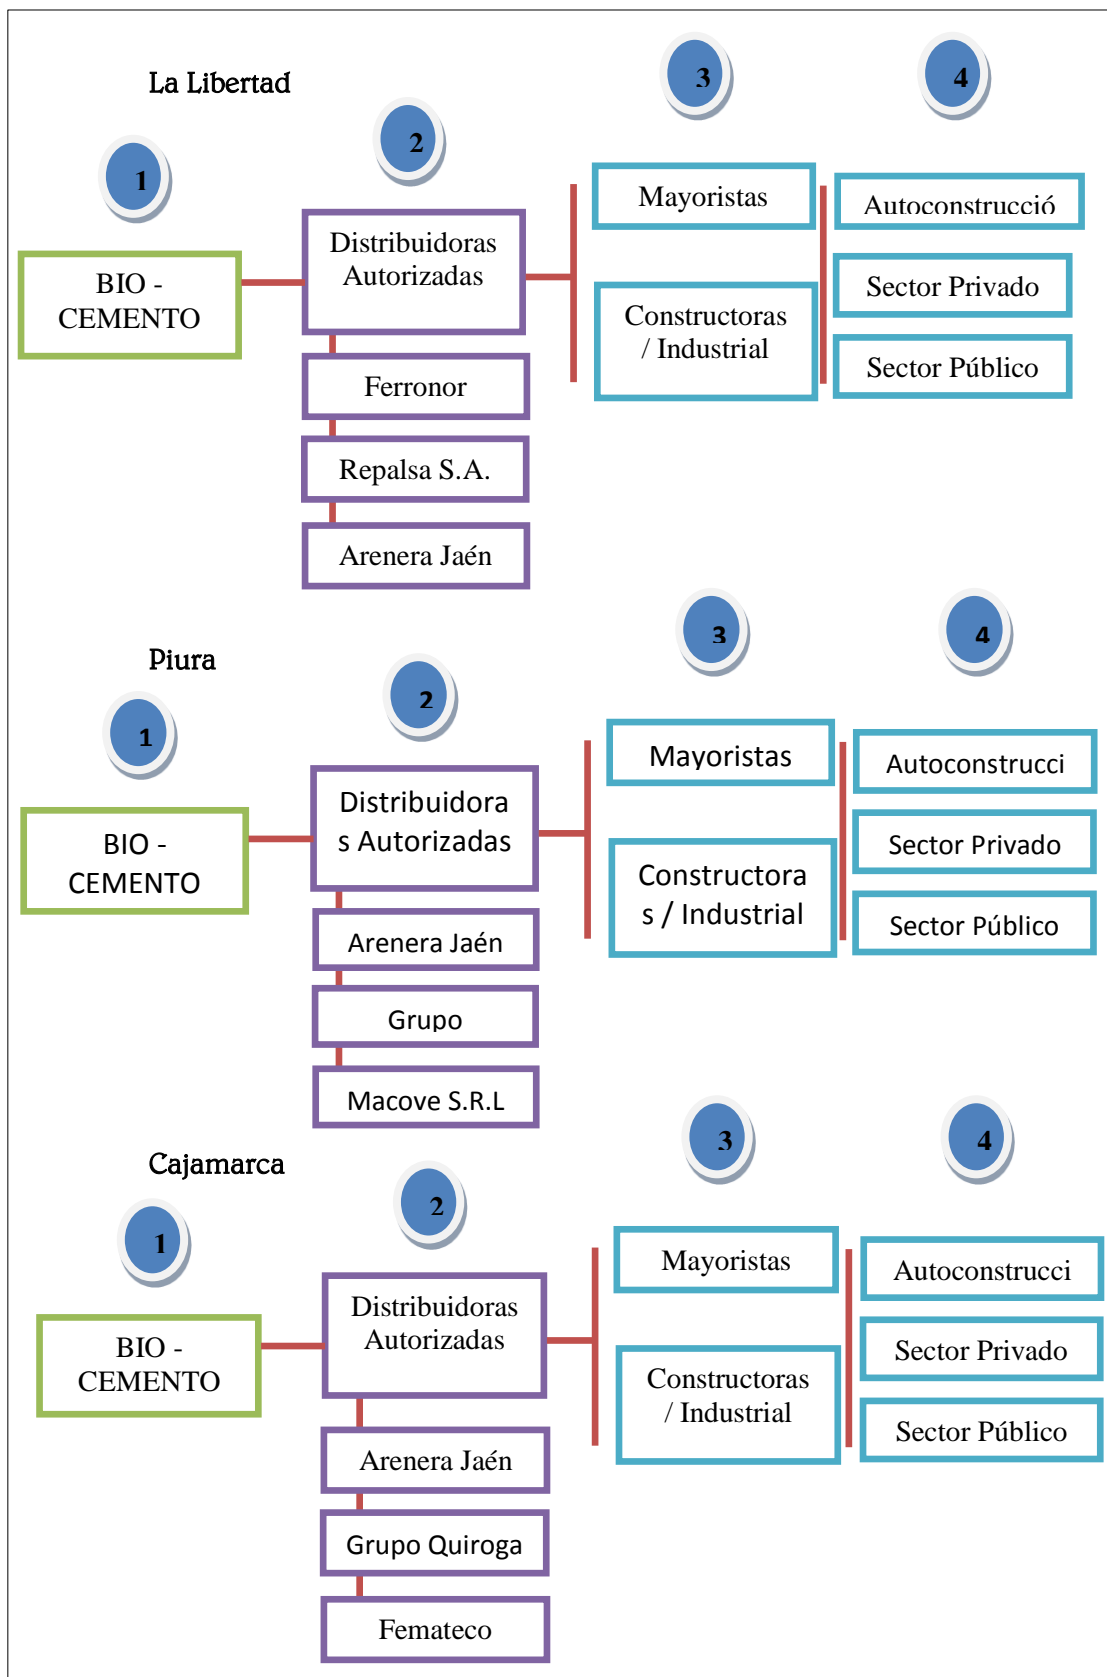 La Libertad
1
2
3
4
BIO -
CEMENTO
Distribuidoras
Autorizadas
Ferronor
Repalsa S.A.
Arenera Jaén
Mayoristas
Constructoras
/ Industrial
Autoconstrucció
Sector Privado
Sector Público
Piura
1
2
3
4
BIO -
CEMENTO
Distribuidora
s Autorizadas
Arenera Jaén
Grupo
Macove S.R.L
Mayoristas
Constructora
s / Industrial
Autoconstrucci
Sector Privado
Sector Público
Cajamarca
1
2
3
4
BIO -
CEMENTO
Distribuidoras
Autorizadas
Arenera Jaén
Grupo Quiroga
Femateco
Mayoristas
Constructoras
/ Industrial
Autoconstrucci
Sector Privado
Sector Público